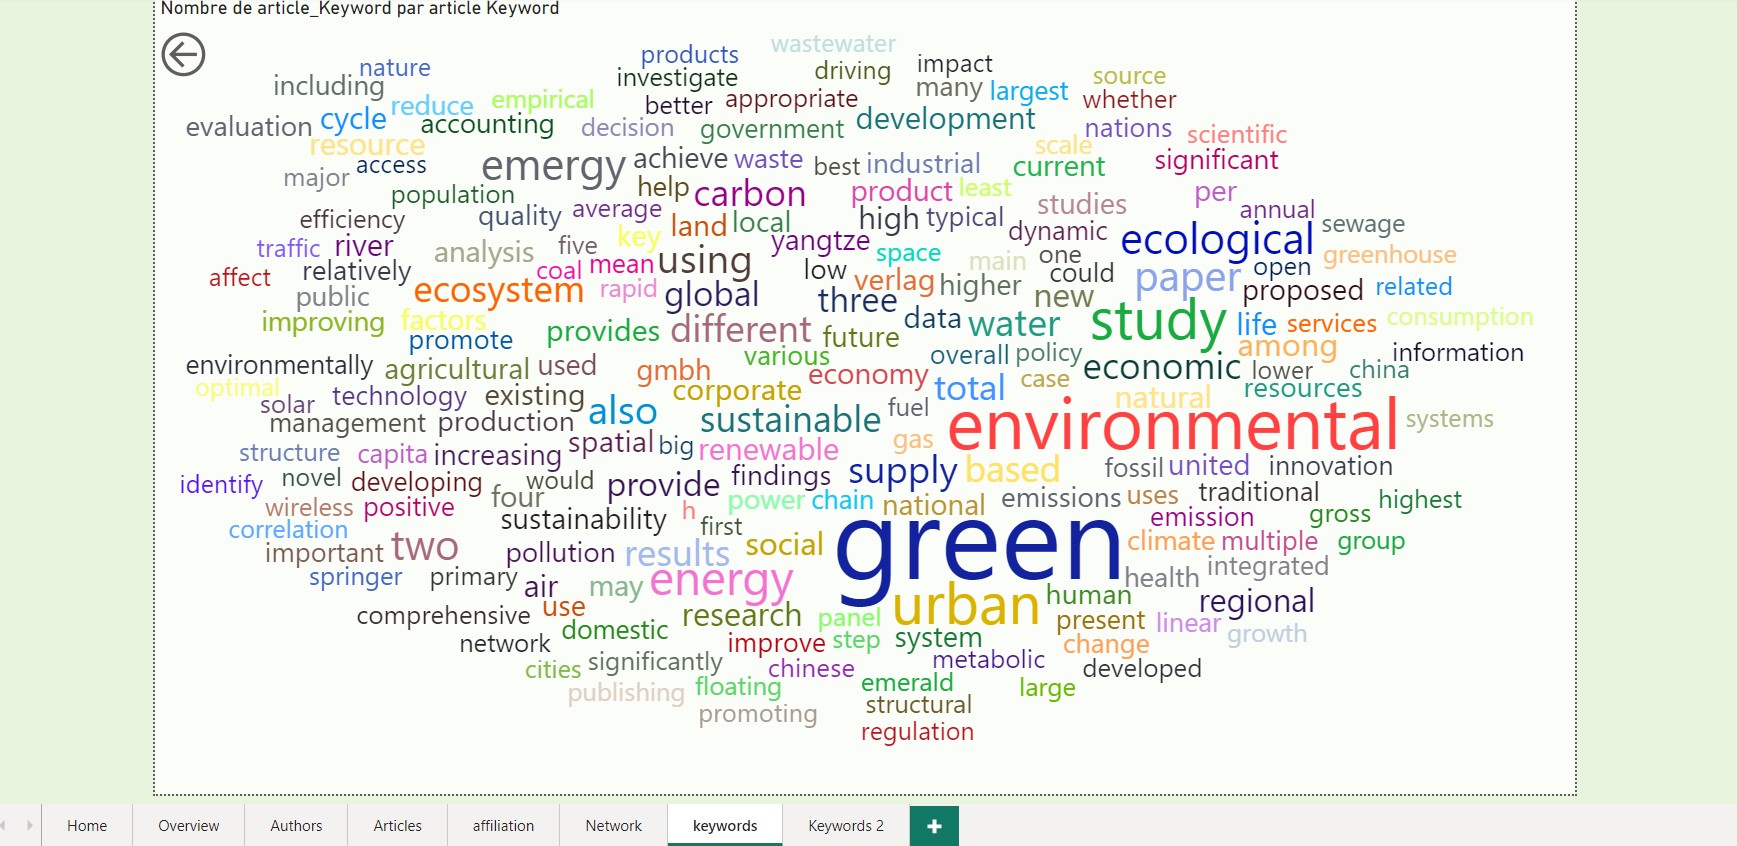 Nombre de article_Keyword par article Keyword
wastewater
products
nature investigate driving impact source
including many largest
reduce empirical better appropriate whether
evaluation cycle accounting decision government development nations scientific
resource scale
access emergy achieve waste best industrial current significant
major help carbon product least per
population
efficiency quality average land local high typical studies annual sewage
traffic river analysis five key yangtze space dynamic one ecological greenhouse
affect relatively coal mean using low verlag main could paper open
public ecosystem rapid global three higher new proposed related
improving factors provides different future data water study life services consumption
promote
environmentally agricultural used various overall policy economic among information
optimal gmbh economy lower china
solar technology existing corporate total case natural resources
management production also sustainable fuel environmental systems
structure capita increasing spatial big renewable gas
identify novel developing would provide findings supply based fossil united innovation
wireless positive four power chain national emissions uses traditional highest
correlation sustainability h first green emission gross
important two pollution results social climate multiple group
springer primary air may energy health integrated
comprehensive use research panel urban human present linear regional
network domestic improve step system change growth
cities significantly chinese metabolic developed
publishing floating emerald large
promoting structural
regulation
Home Overview Authors Articles affiliation Network keywords Keywords 2